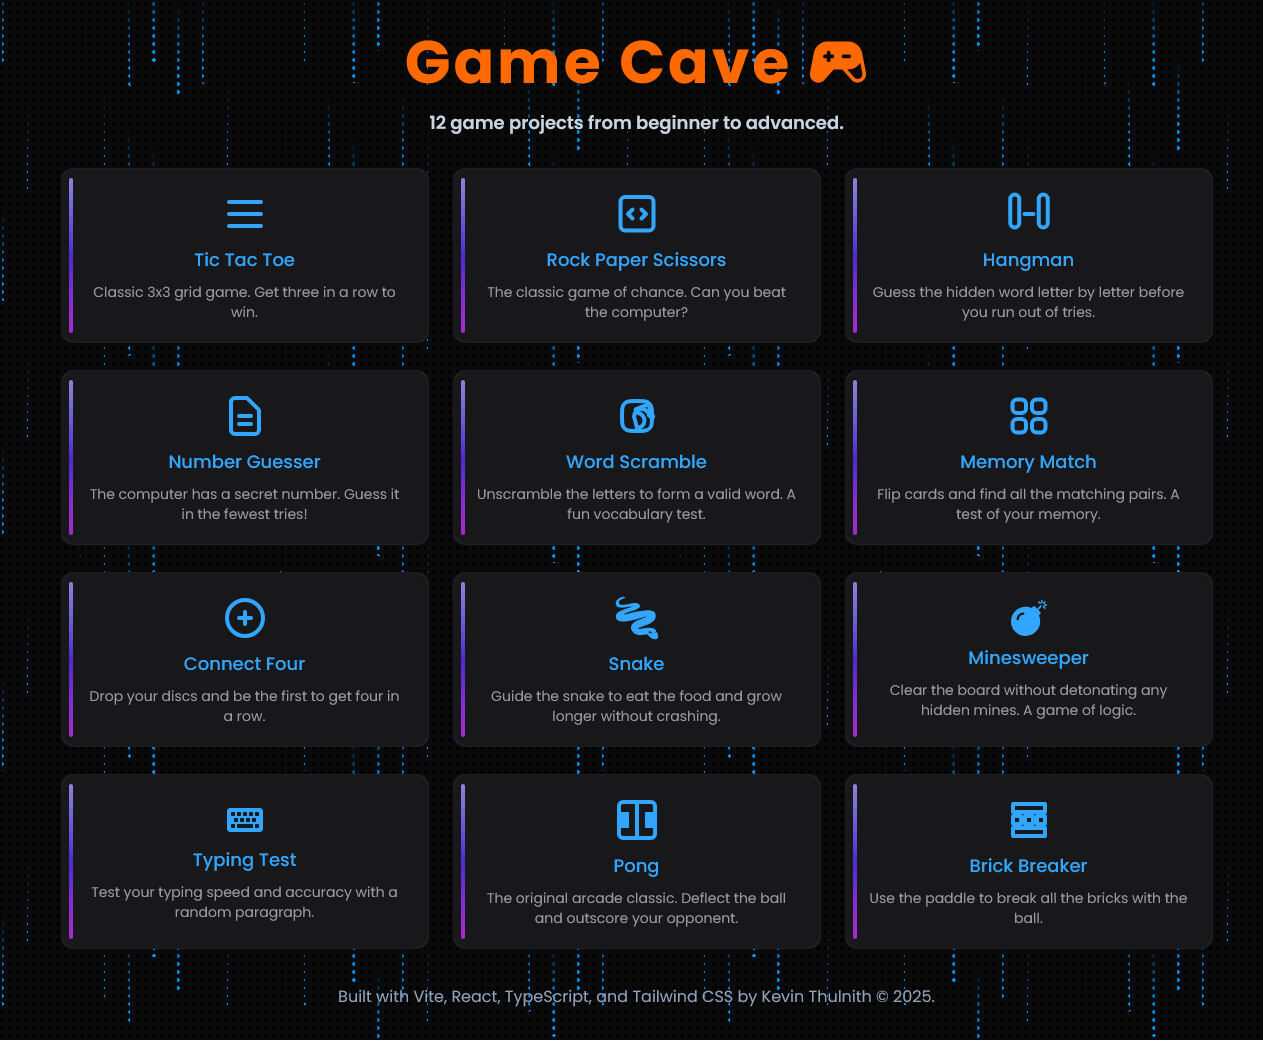 Game Cave
12 game projects from beginner to advanced.
Tic Tac Toe
Classic 3x3 grid game. Get three in a row to
win.
Rock Paper Scissors
The classic game of chance. Can you beat
the computer?
Hangman
Guess the hidden word letter by letter before
you run out of tries.
Number Guesser
The computer has a secret number. Guess it
in the fewest tries!
Word Scramble
Unscramble the letters to form a valid word. A
fun vocabulary test.
Memory Match
Flip cards and find all the matching pairs. A
test of your memory.
Connect Four
Drop your discs and be the first to get four in
a row.
Snake
Guide the snake to eat the food and grow
longer without crashing.
Minesweeper
Clear the board without detonating any
hidden mines. A game of logic.
Typing Test
Test your typing speed and accuracy with a
random paragraph.
Pong
The original arcade classic. Deflect the ball
and outscore your opponent.
Brick Breaker
Use the paddle to break all the bricks with the
ball.
Built with Vite, React, TypeScript, and Tailwind CSS by Kevin Thulnith © 2025.